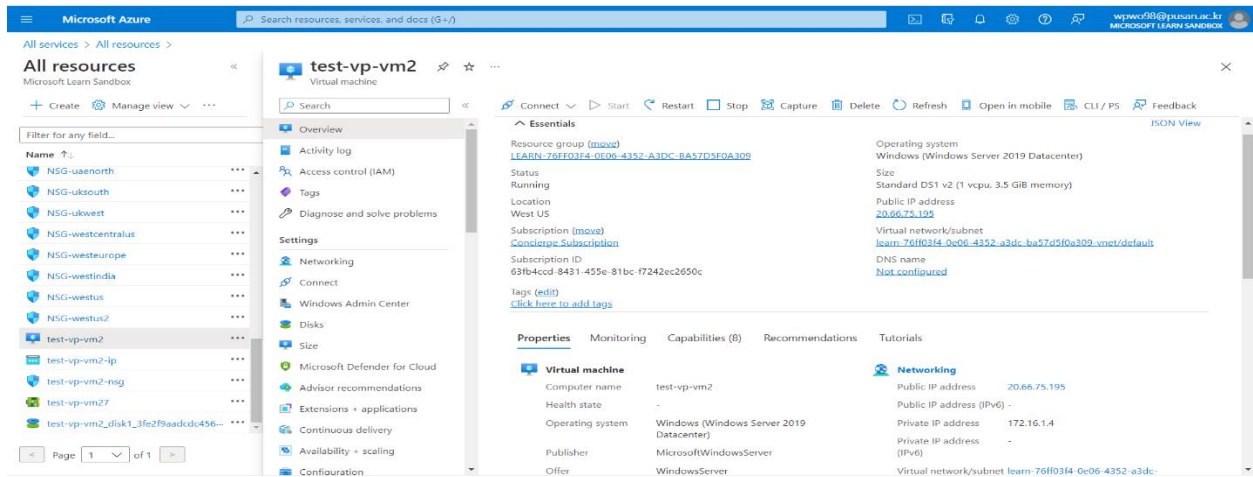 Microsoft Azure
Search resources, services, and docs (G+/)
wpwo98@pusan.ac.kr
MICROSOFT LEARN SANDBOX
All services > All resources >
All resources
Microsoft Learn Sandbox
+ Create
Manage view
Filter for any field...
Name ↑↓
NSG-uaenorth
NSG-uksouth
NSG-ukwest
NSG-westcentralus
NSG-westeurope
NSG-westindia
NSG-westus
NSG-westus2
test-vp-vm2
test-vp-vm2-ip
test-vp-vm2-nsg
test-vp-vm27
test-vp-vm2_disk1_3fe2f9aadcdc456...
< Page 1 of 1 >
test-vp-vm2
Virtual machine
Search
Overview
Activity log
Access control (IAM)
Tags
Diagnose and solve problems
Settings
Networking
Connect
Windows Admin Center
Disks
Size
Microsoft Defender for Cloud
Advisor recommendations
Extensions + applications
Continuous delivery
Availability + scaling
Configuration
Connect Start Restart Stop Capture Delete Refresh Open in mobile CLI / PS Feedback
Essentials
JSON View
Resource group (move)
LEARN-76FF03F4-0E06-4352-A3DC-BA57D5F0A309
Status
Running
Location
West US
Subscription (move)
Concierge Subscription
Subscription ID
63fb4ccd-8431-455e-81bc-f7242ec2650c
Tags (edit)
Click here to add tags
Operating system
Windows (Windows Server 2019 Datacenter)
Size
Standard DS1 v2 (1 vcpu, 3.5 GiB memory)
Public IP address
20.66.75.195
Virtual network/subnet
learn-76ff03f4-0e06-4352-a3dc-ba57d5f0a309-vnet/default
DNS name
Not configured
Properties Monitoring Capabilities (8) Recommendations Tutorials
Virtual machine
Computer name test-vp-vm2
Health state -
Operating system Windows (Windows Server 2019
Datacenter)
Publisher MicrosoftWindowsServer
Offer WindowsServer
Networking
Public IP address 20.66.75.195
Public IP address (IPv6) -
Private IP address 172.16.1.4
Private IP address -
(IPv6)
Virtual network/subnet learn-76ff03f4-0e06-4352-a3dc-